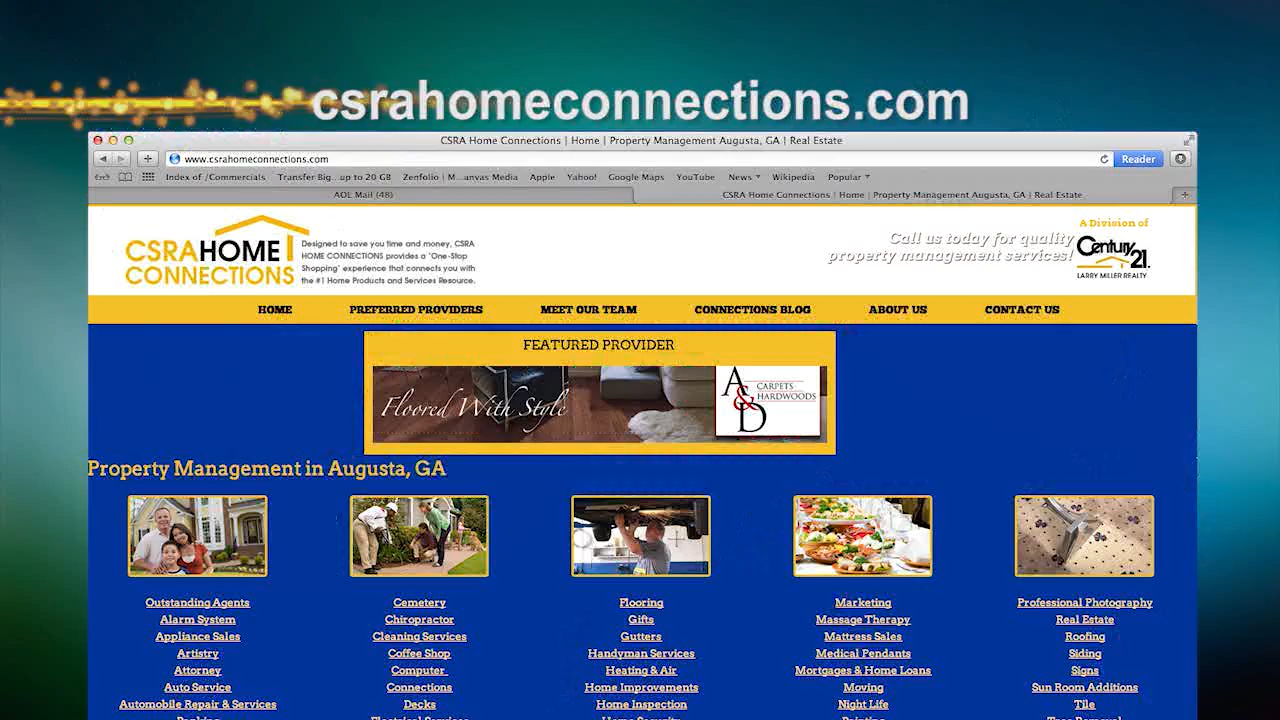 csrahomeconnections.com
CSRA Home Connections | Home | Property Management Augusta, GA | Real Estate
www.csrahomeconnections.com
Reader
Index of /Commercials Transfer Big...up to 20 GB Zenfolio | M...anvas Media Apple Yahoo! Google Maps YouTube News Wikipedia Popular
AOL Mail (48)
CSRA Home Connections | Home | Property Management Augusta, GA | Real Estate
CSRAHOME
CONNECTIONS
Designed to save you time and money, CSRA
HOME CONNECTIONS provides a "One-Stop
Shopping" experience that connects you with
the #1 Home Products and Services Resource.
Call us today for quality
property management services!
A Division of
Century 21
LARRY MILLER REALTY
HOME PREFERRED PROVIDERS MEET OUR TEAM CONNECTIONS BLOG ABOUT US CONTACT US
FEATURED PROVIDER
Floored With Style
A&D
CARPETS
HARDWOODS
Property Management in Augusta, GA
Outstanding Agents
Alarm System
Appliance Sales
Artistry
Attorney
Auto Service
Automobile Repair & Services
Cemetery
Chiropractor
Cleaning Services
Coffee Shop
Computer
Connections
Decks
Flooring
Gifts
Gutters
Handyman Services
Heating & Air
Home Improvements
Home Inspection
Marketing
Massage Therapy
Mattress Sales
Medical Pendants
Mortgages & Home Loans
Moving
Night Life
Professional Photography
Real Estate
Roofing
Siding
Signs
Sun Room Additions
Tile